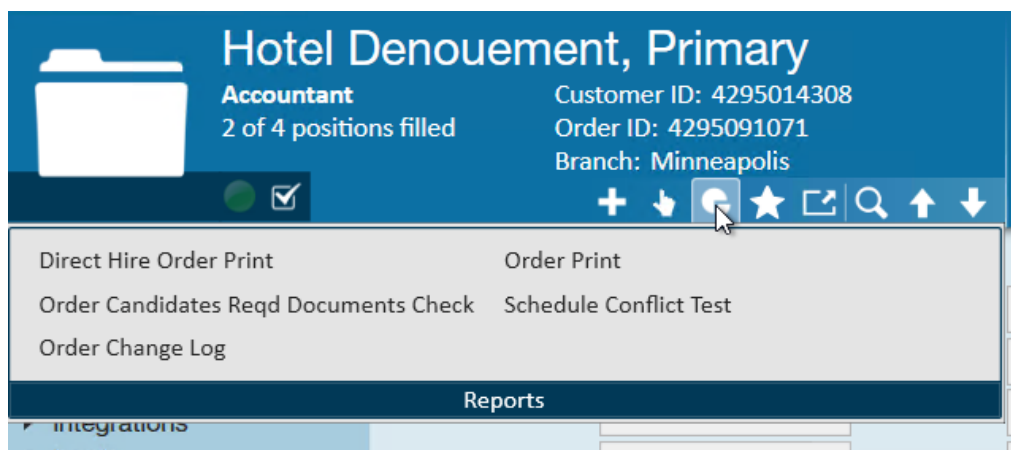 Hotel Denouement, Primary
Accountant
2 of 4 positions filled
Customer ID: 4295014308
Order ID: 4295091071
Branch: Minneapolis
Direct Hire Order Print
Order Print
Order Candidates Reqd Documents Check
Schedule Conflict Test
Order Change Log
Reports
Integrations